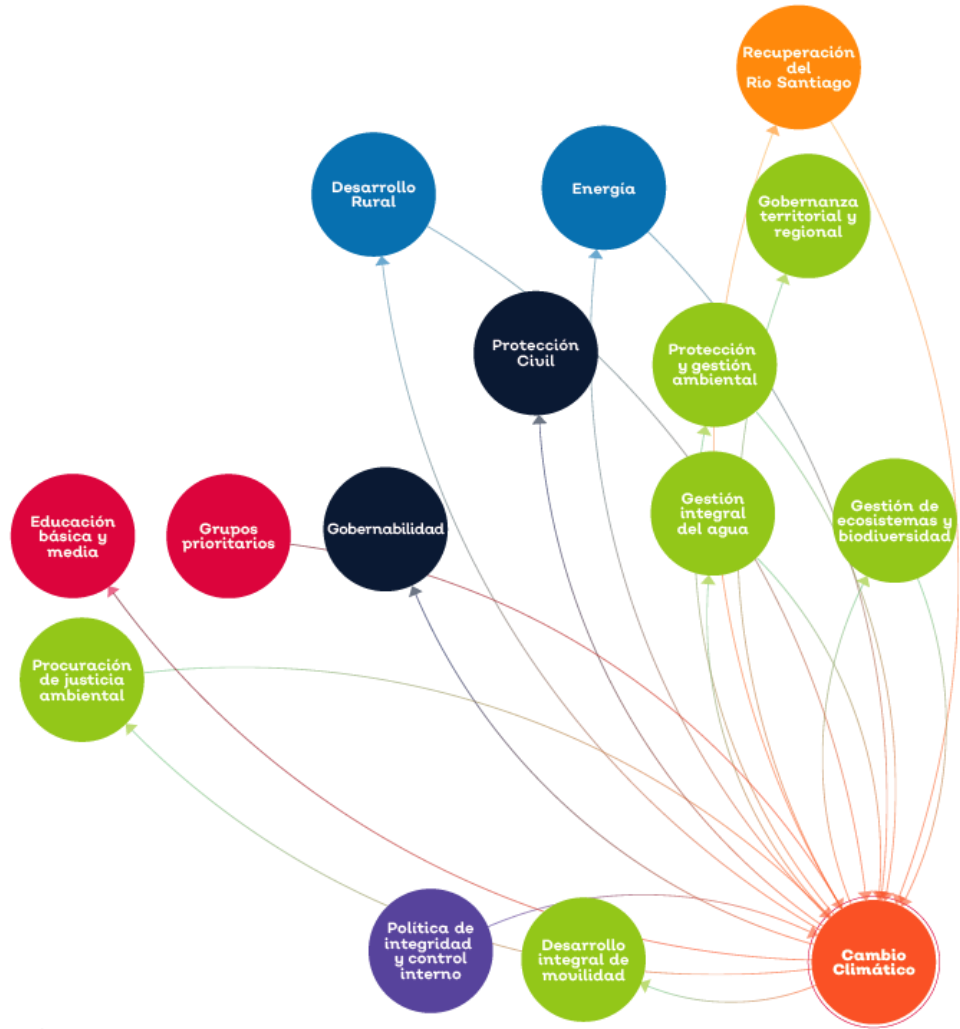 Recuperación
del
Rio Santiago
Desarrollo
Rural
Energía
Gobernanza
territorial y
regional
Protección
Civil
Protección
y gestión
ambiental
Educación
básica y
media
Grupos
prioritarios
Gobernabilidad
Gestión
integral
del agua
Gestión de
ecosistemas y
biodiversidad
Procuración
de justicia
ambiental
Política de
integridad
y control
interno
Desarrollo
integral de
movilidad
Cambio
Climático